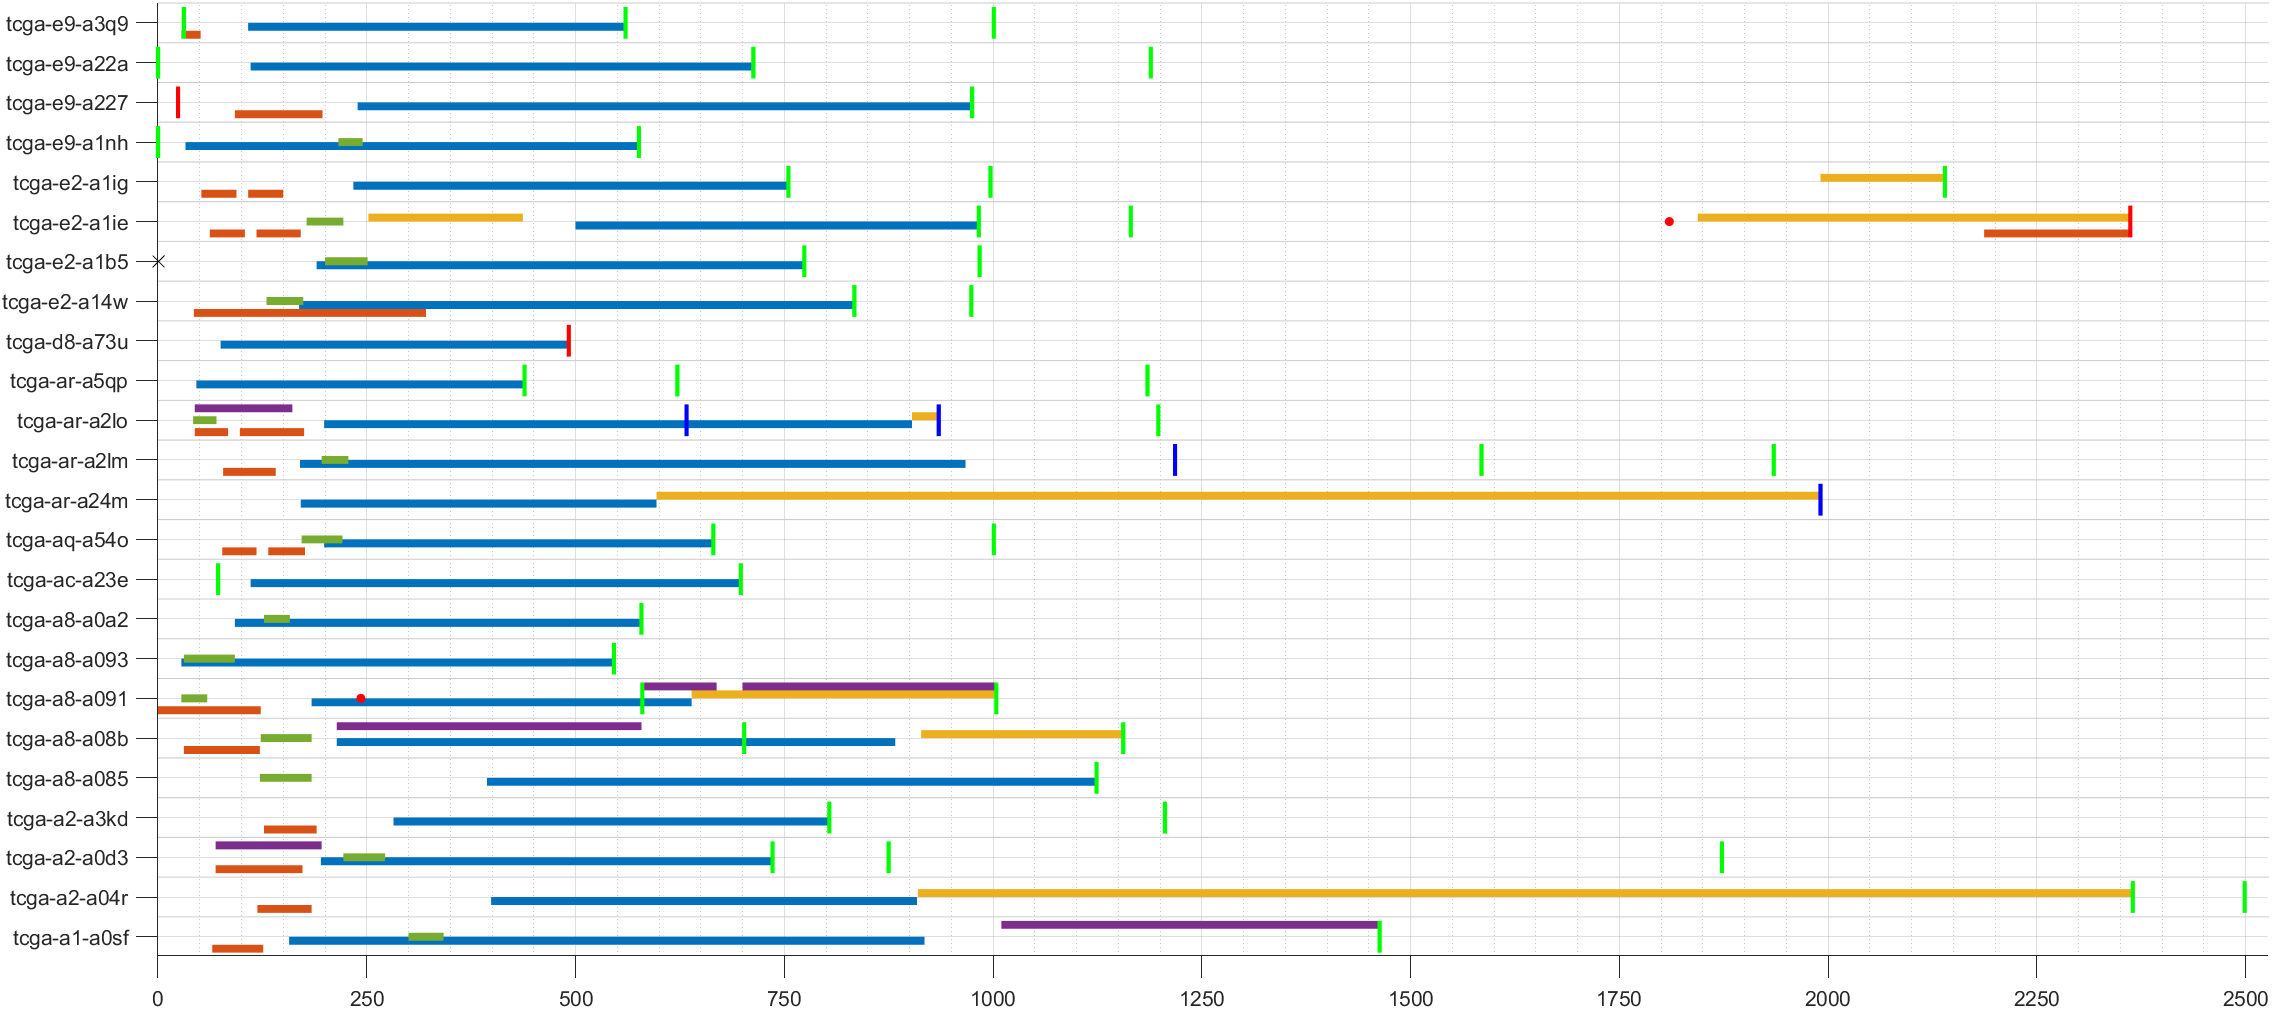 tcga-e9-a3q9
tcga-e9-a22a
tcga-e9-a227
tcga-e9-a1nh
tcga-e2-a1ig
tcga-e2-a1ie
tcga-e2-a1b5
tcga-e2-a14w
tcga-d8-a73u
tcga-ar-a5qp
tcga-ar-a2lo
tcga-ar-a2lm
tcga-ar-a24m
tcga-aq-a54o
tcga-ac-a23e
tcga-a8-a0a2
tcga-a8-a093
tcga-a8-a091
tcga-a8-a08b
tcga-a8-a085
tcga-a2-a3kd
tcga-a2-a0d3
tcga-a2-a04r
tcga-a1-a0sf
0 250 500 750 1000 1250 1500 1750 2000 2250 2500